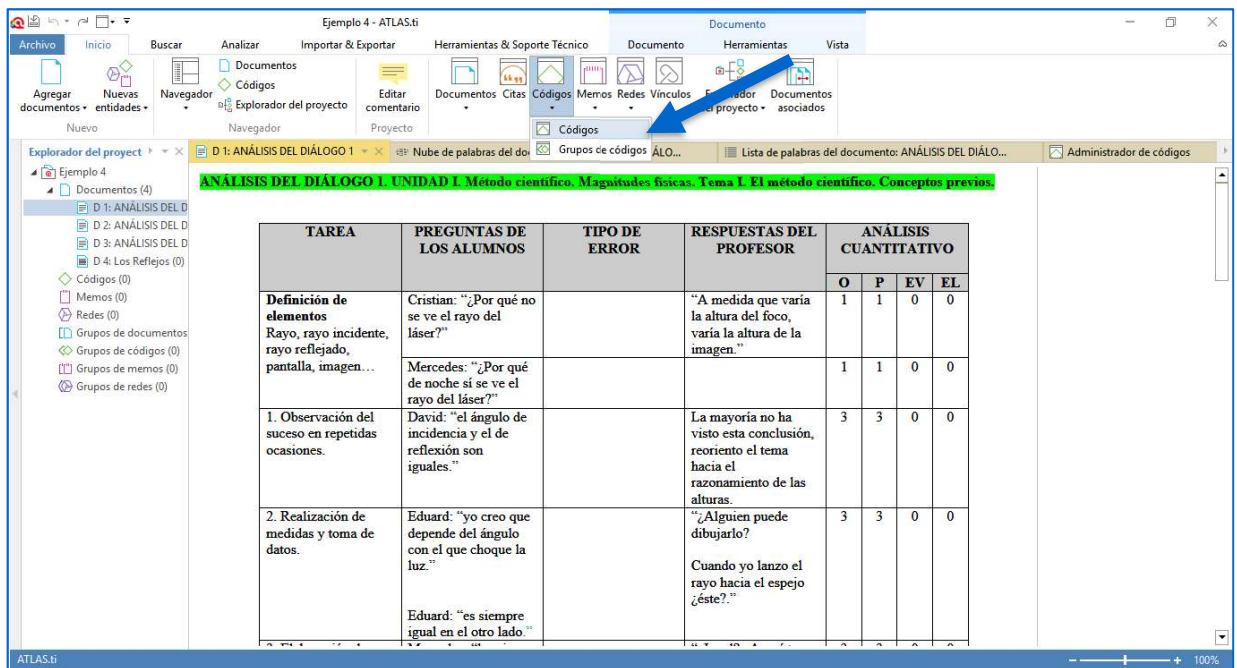 Ejemplo 4 - ATLAS.ti
Documento
Archivo Inicio Buscar Analizar Importar & Exportar Herramientas & Soporte Técnico Documento Herramientas Vista
Agregar documentos
Nuevas entidades
Nuevo
Navegador
Documentos
Códigos
Explorador del proyecto
Navegador
Editar comentario
Proyecto
Documentos Citas Códigos Memos Redes Vínculos
del proyecto
Documentos asociados
Códigos
Grupos de códigos
Explorador del proyect
D 1: ANÁLISIS DEL DIÁLOGO 1
Nube de palabras del do
ÁLO...
Lista de palabras del documento: ANÁLISIS DEL DIÁLO...
Administrador de códigos
Ejemplo 4
Documentos (4)
D 1: ANÁLISIS DEL D
D 2: ANÁLISIS DEL D
D 3: ANÁLISIS DEL D
D 4: Los Reflejos (0)
Códigos (0)
Memos (0)
Redes (0)
Grupos de documentos
Grupos de códigos (0)
Grupos de memos (0)
Grupos de redes (0)
ANÁLISIS DEL DIÁLOGO 1. UNIDAD I. Método científico. Magnitudes físicas. Tema I. El método científico. Conceptos previos.
TAREA
PREGUNTAS DE
LOS ALUMNOS
TIPO DE
ERROR
RESPUESTAS DEL
PROFESOR
ANÁLISIS
CUANTITATIVO
O P EV EL
Definición de
elementos
Rayo, rayo incidente,
rayo reflejado,
pantalla, imagen…
Cristian: “¿Por qué no
se ve el rayo del
láser?”
“A medida que varía
la altura del foco,
varía la altura de la
imagen.”
1 1 0 0
Mercedes: “¿Por qué
de noche sí se ve el
rayo del láser?”
1 1 0 0
1. Observación del
suceso en repetidas
ocasiones.
David: “el ángulo de
incidencia y el de
reflexión son
iguales.”
La mayoría no ha
visto esta conclusión,
reoriento el tema
hacia el
razonamiento de las
alturas.
3 3 0 0
2. Realización de
medidas y toma de
datos.
Eduard: “yo creo que
depende del ángulo
con el que choque la
luz.”
Eduard: “es siempre
igual en el otro lado.”
“¿Alguien puede
dibujarlo?
Cuando yo lanzo el
rayo hacia el espejo
¿éste?.”
3 3 0 0
ATLAS.ti
100%